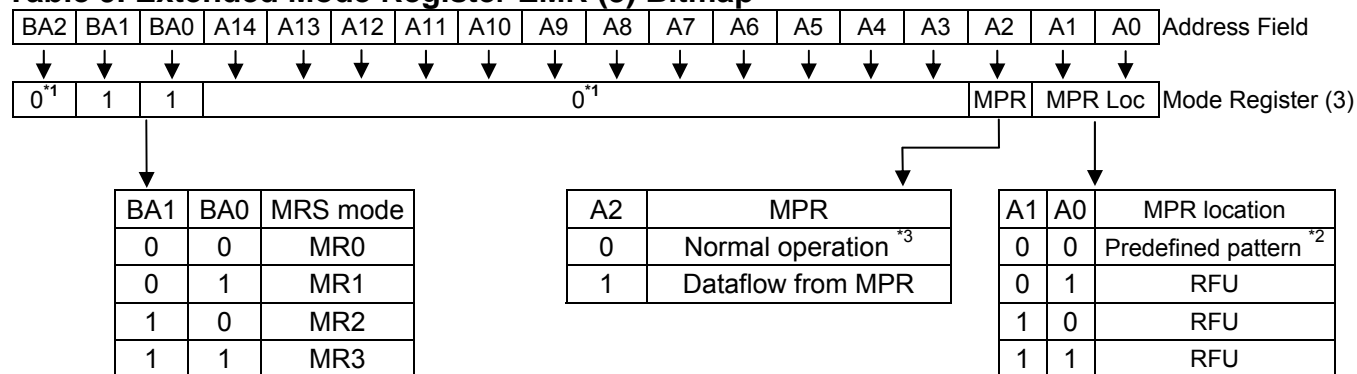 Table 8. Extended Mode Register EMR (3) Bitmap
BA2 BA1 BA0 A14 A13 A12 A11 A10 A9 A8 A7 A6 A5 A4 A3 A2 A1 A0 Address Field
0*1 1 1 0*1 MPR MPR Loc Mode Register (3)
BA1 BA0 MRS mode
0 0 MR0
0 1 MR1
1 0 MR2
1 1 MR3
A2 MPR
0 Normal operation *3
1 Dataflow from MPR
A1 A0 MPR location
0 0 Predefined pattern *2
0 1 RFU
1 0 RFU
1 1 RFU